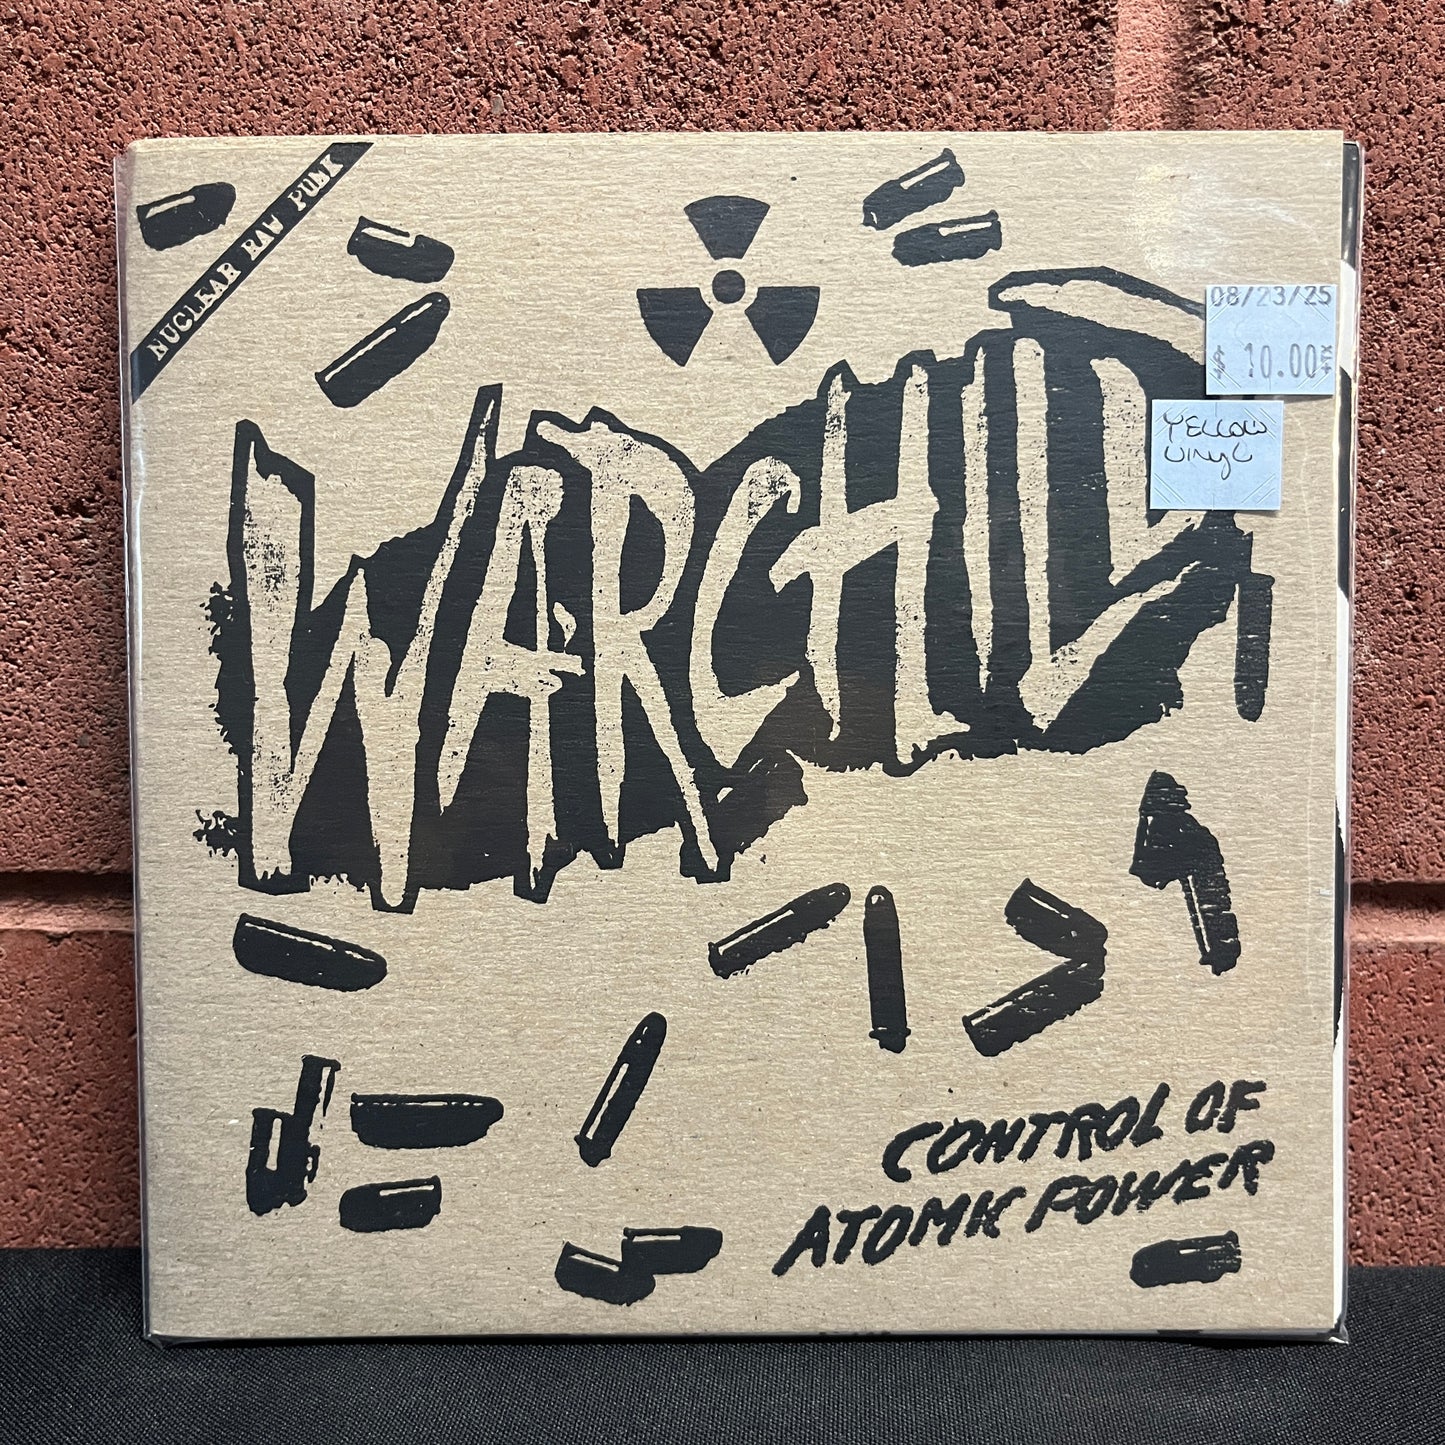 NUCLEAR RAW PUNK
08/23/25
$ 10.00
YELLOW
VINYL
WARCHILD
CONTROL OF
ATOMIK POWER